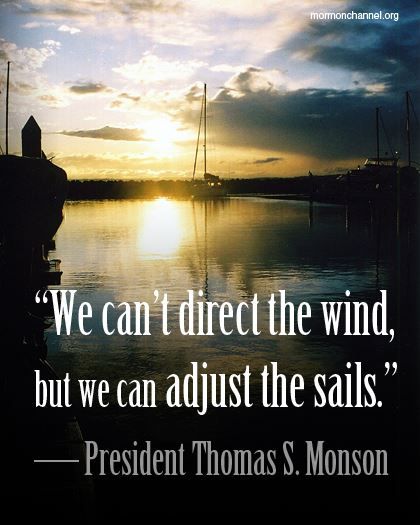 mormonchannel.org
“We can’t direct the wind,
but we can adjust the sails.”
— President Thomas S. Monson